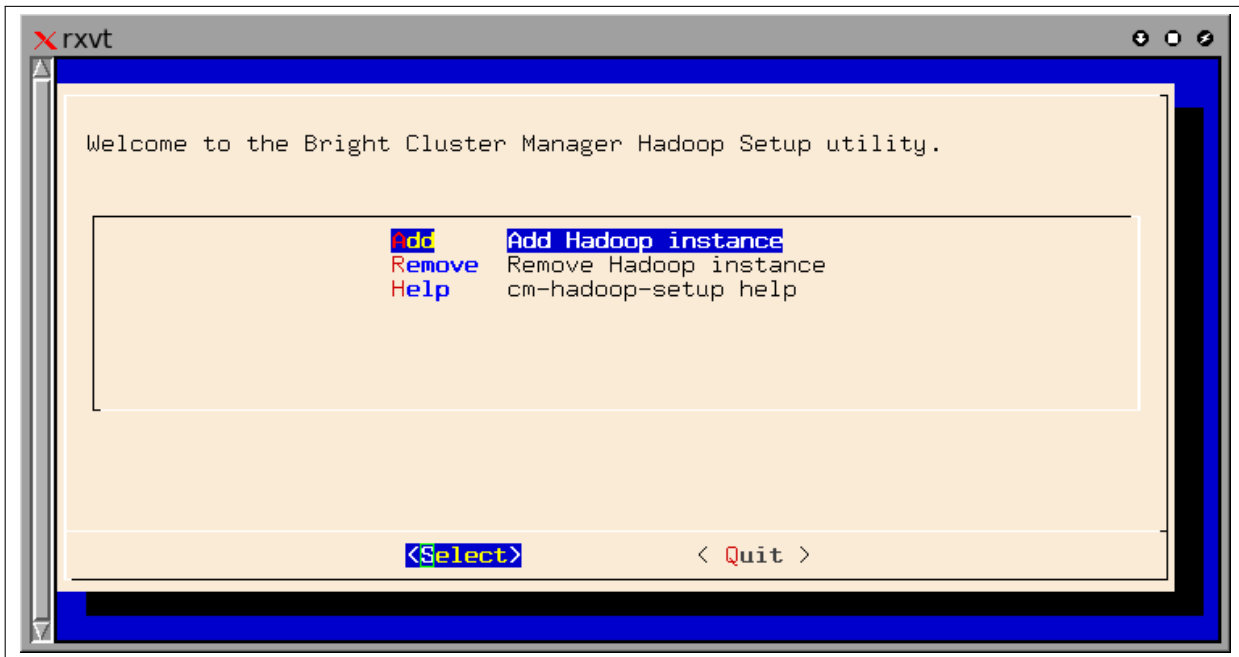 rxvt
Welcome to the Bright Cluster Manager Hadoop Setup utility.
Add Add Hadoop instance
Remove Remove Hadoop instance
Help cm-hadoop-setup help
<Select> < Quit >